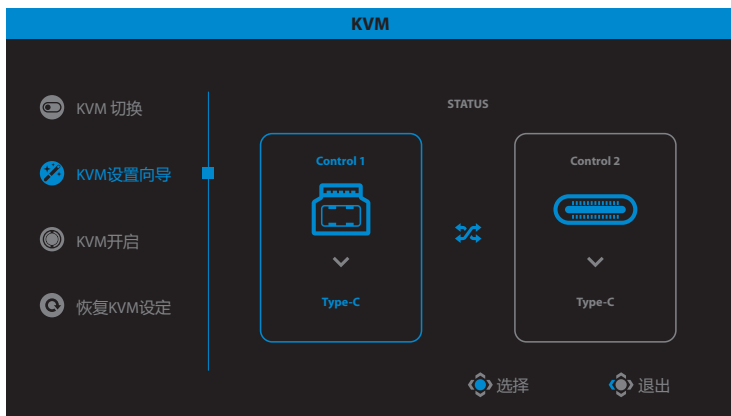 KVM
KVM 切换
KVM设置向导
KVM开启
恢复KVM设定
STATUS
Control 1
Type-C
Control 2
Type-C
选择
退出